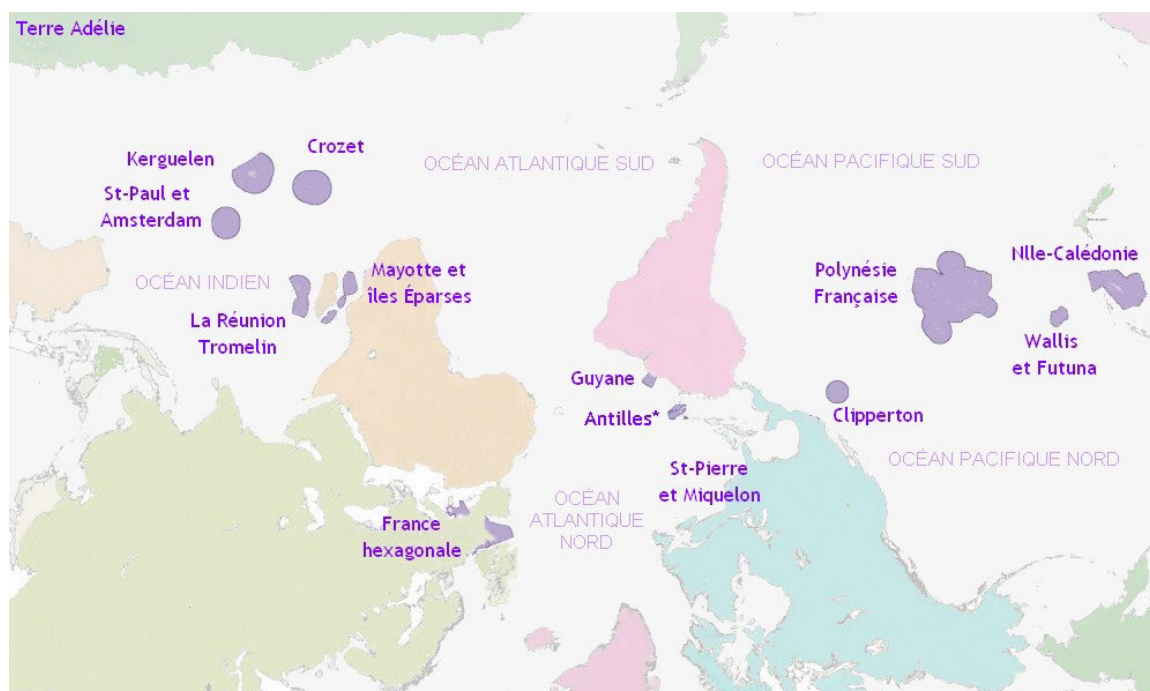 Terre Adélie
Kerguelen
Crozet
St-Paul et
Amsterdam
OCÉAN ATLANTIQUE SUD
OCÉAN PACIFIQUE SUD
OCÉAN INDIEN
Mayotte et
îles Éparses
La Réunion
Tromelin
Polynésie
Française
Nlle-Calédonie
Wallis
et Futuna
Guyane
Antilles*
Clipperton
OCÉAN PACIFIQUE NORD
St-Pierre
et Miquelon
OCÉAN
ATLANTIQUE
NORD
France
hexagonale